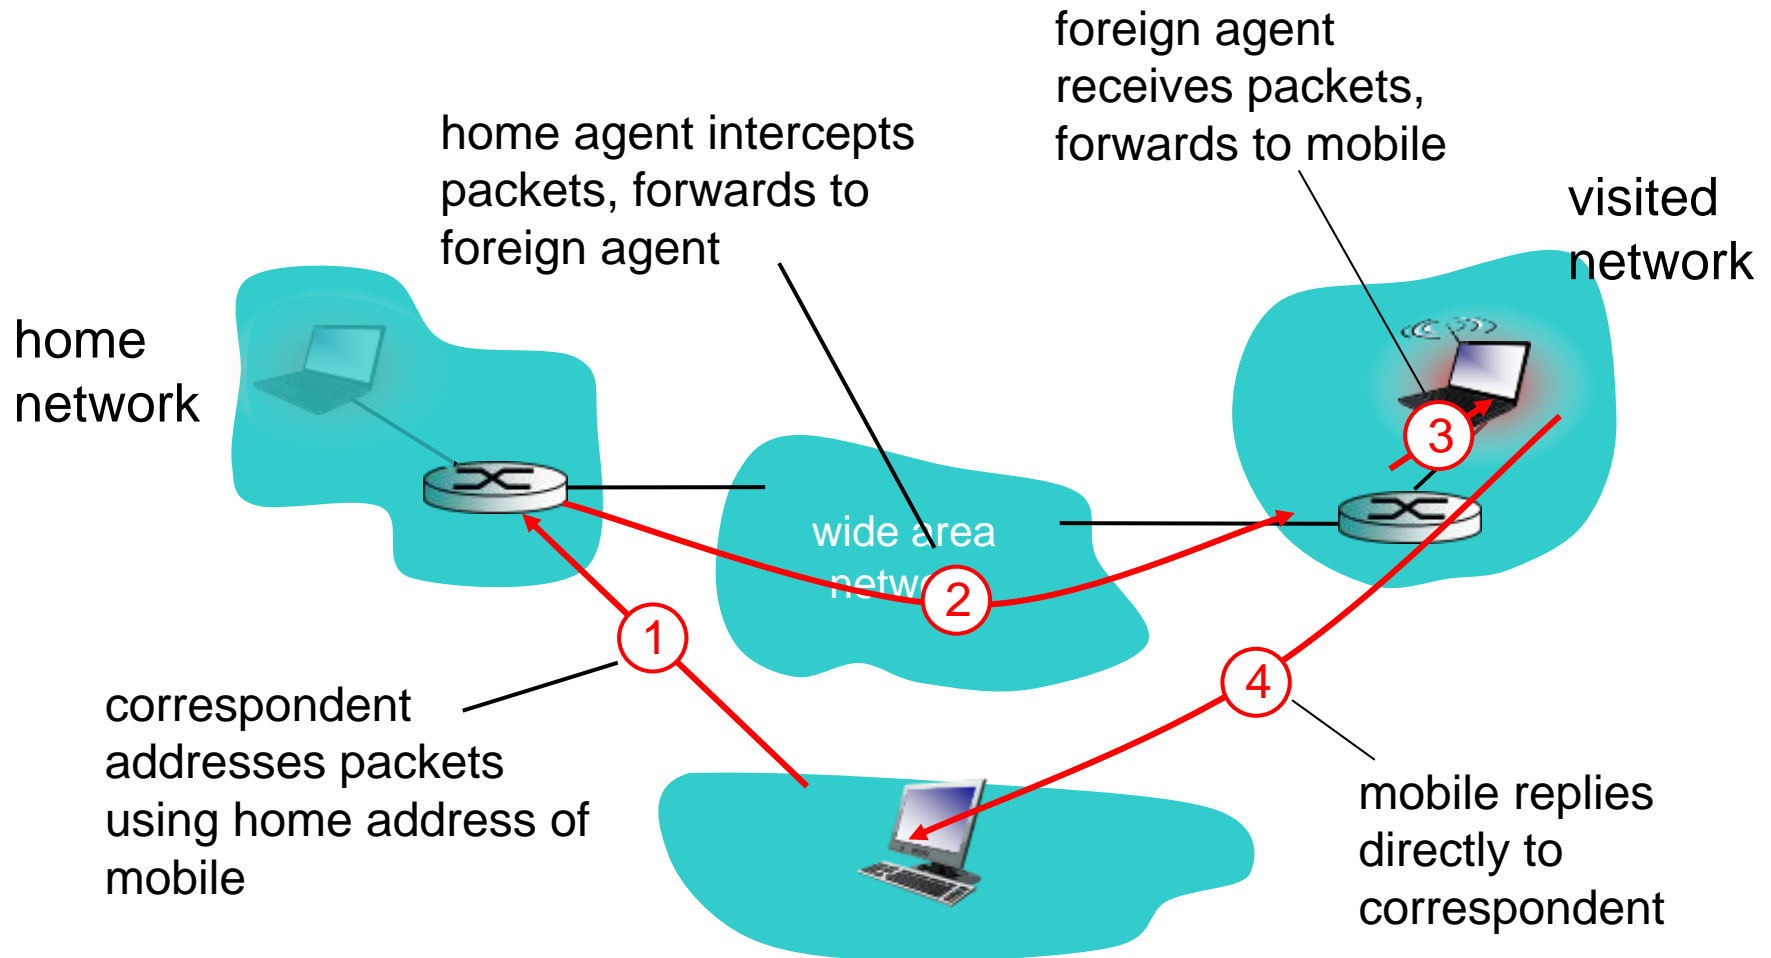 foreign agent
receives packets,
forwards to mobile
home agent intercepts
packets, forwards to
foreign agent
visited
network
home
network
3
wide area
network
2
1
4
correspondent
addresses packets
using home address of
mobile
mobile replies
directly to
correspondent